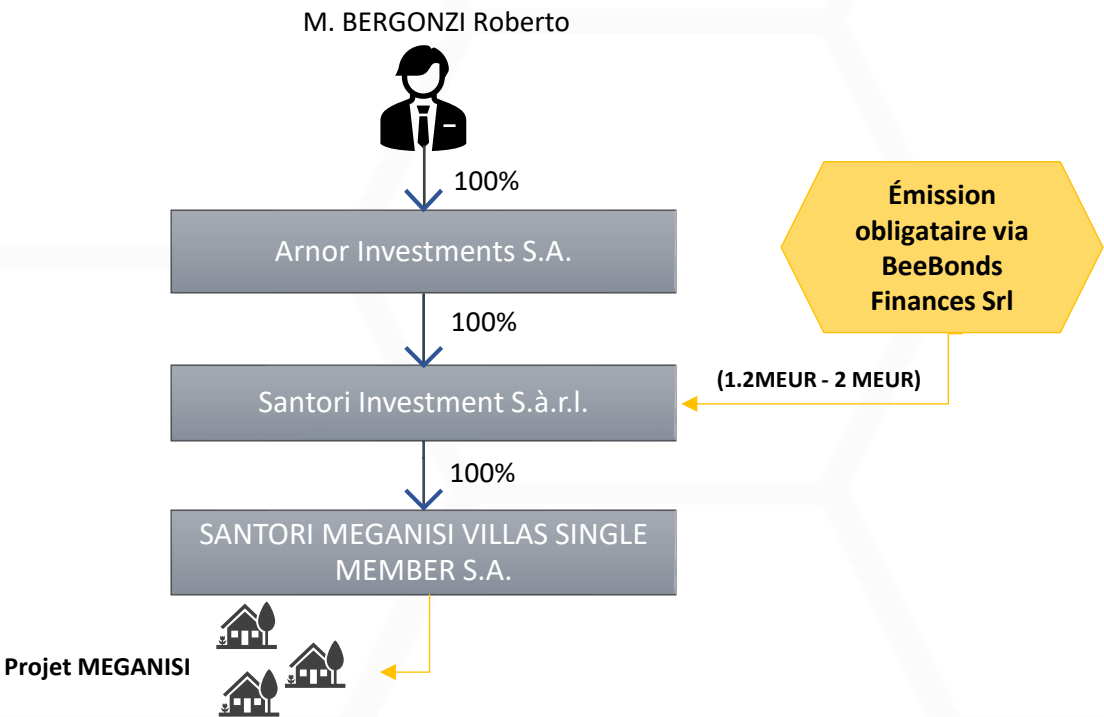 M. BERGONZI Roberto
100%
Arnor Investments S.A.
Émission
obligataire via
BeeBonds
Finances Srl
100%
(1.2MEUR - 2 MEUR)
Santori Investment S.à.r.l.
100%
SANTORI MEGANISI VILLAS SINGLE
MEMBER S.A.
Projet MEGANISI